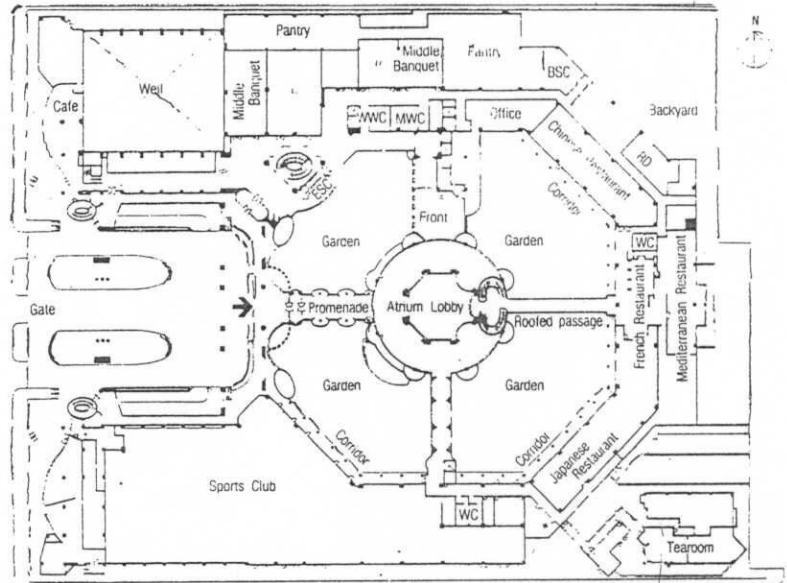 N
Pantry
Middle
Banquet
Pantry
BSC
Cafe
Well
Middle
Banquet
WWC
MWC
Office
Backyard
Chinese Restaurant
RD
ESC
Corridor
Front
Garden
Garden
WC
French Restaurant
Mediterranean Restaurant
Gate
Promenade
Atrium Lobby
Roofed passage
Garden
Garden
Corridor
Corridor
Japanese
Restaurant
Sports Club
WC
Tearoom